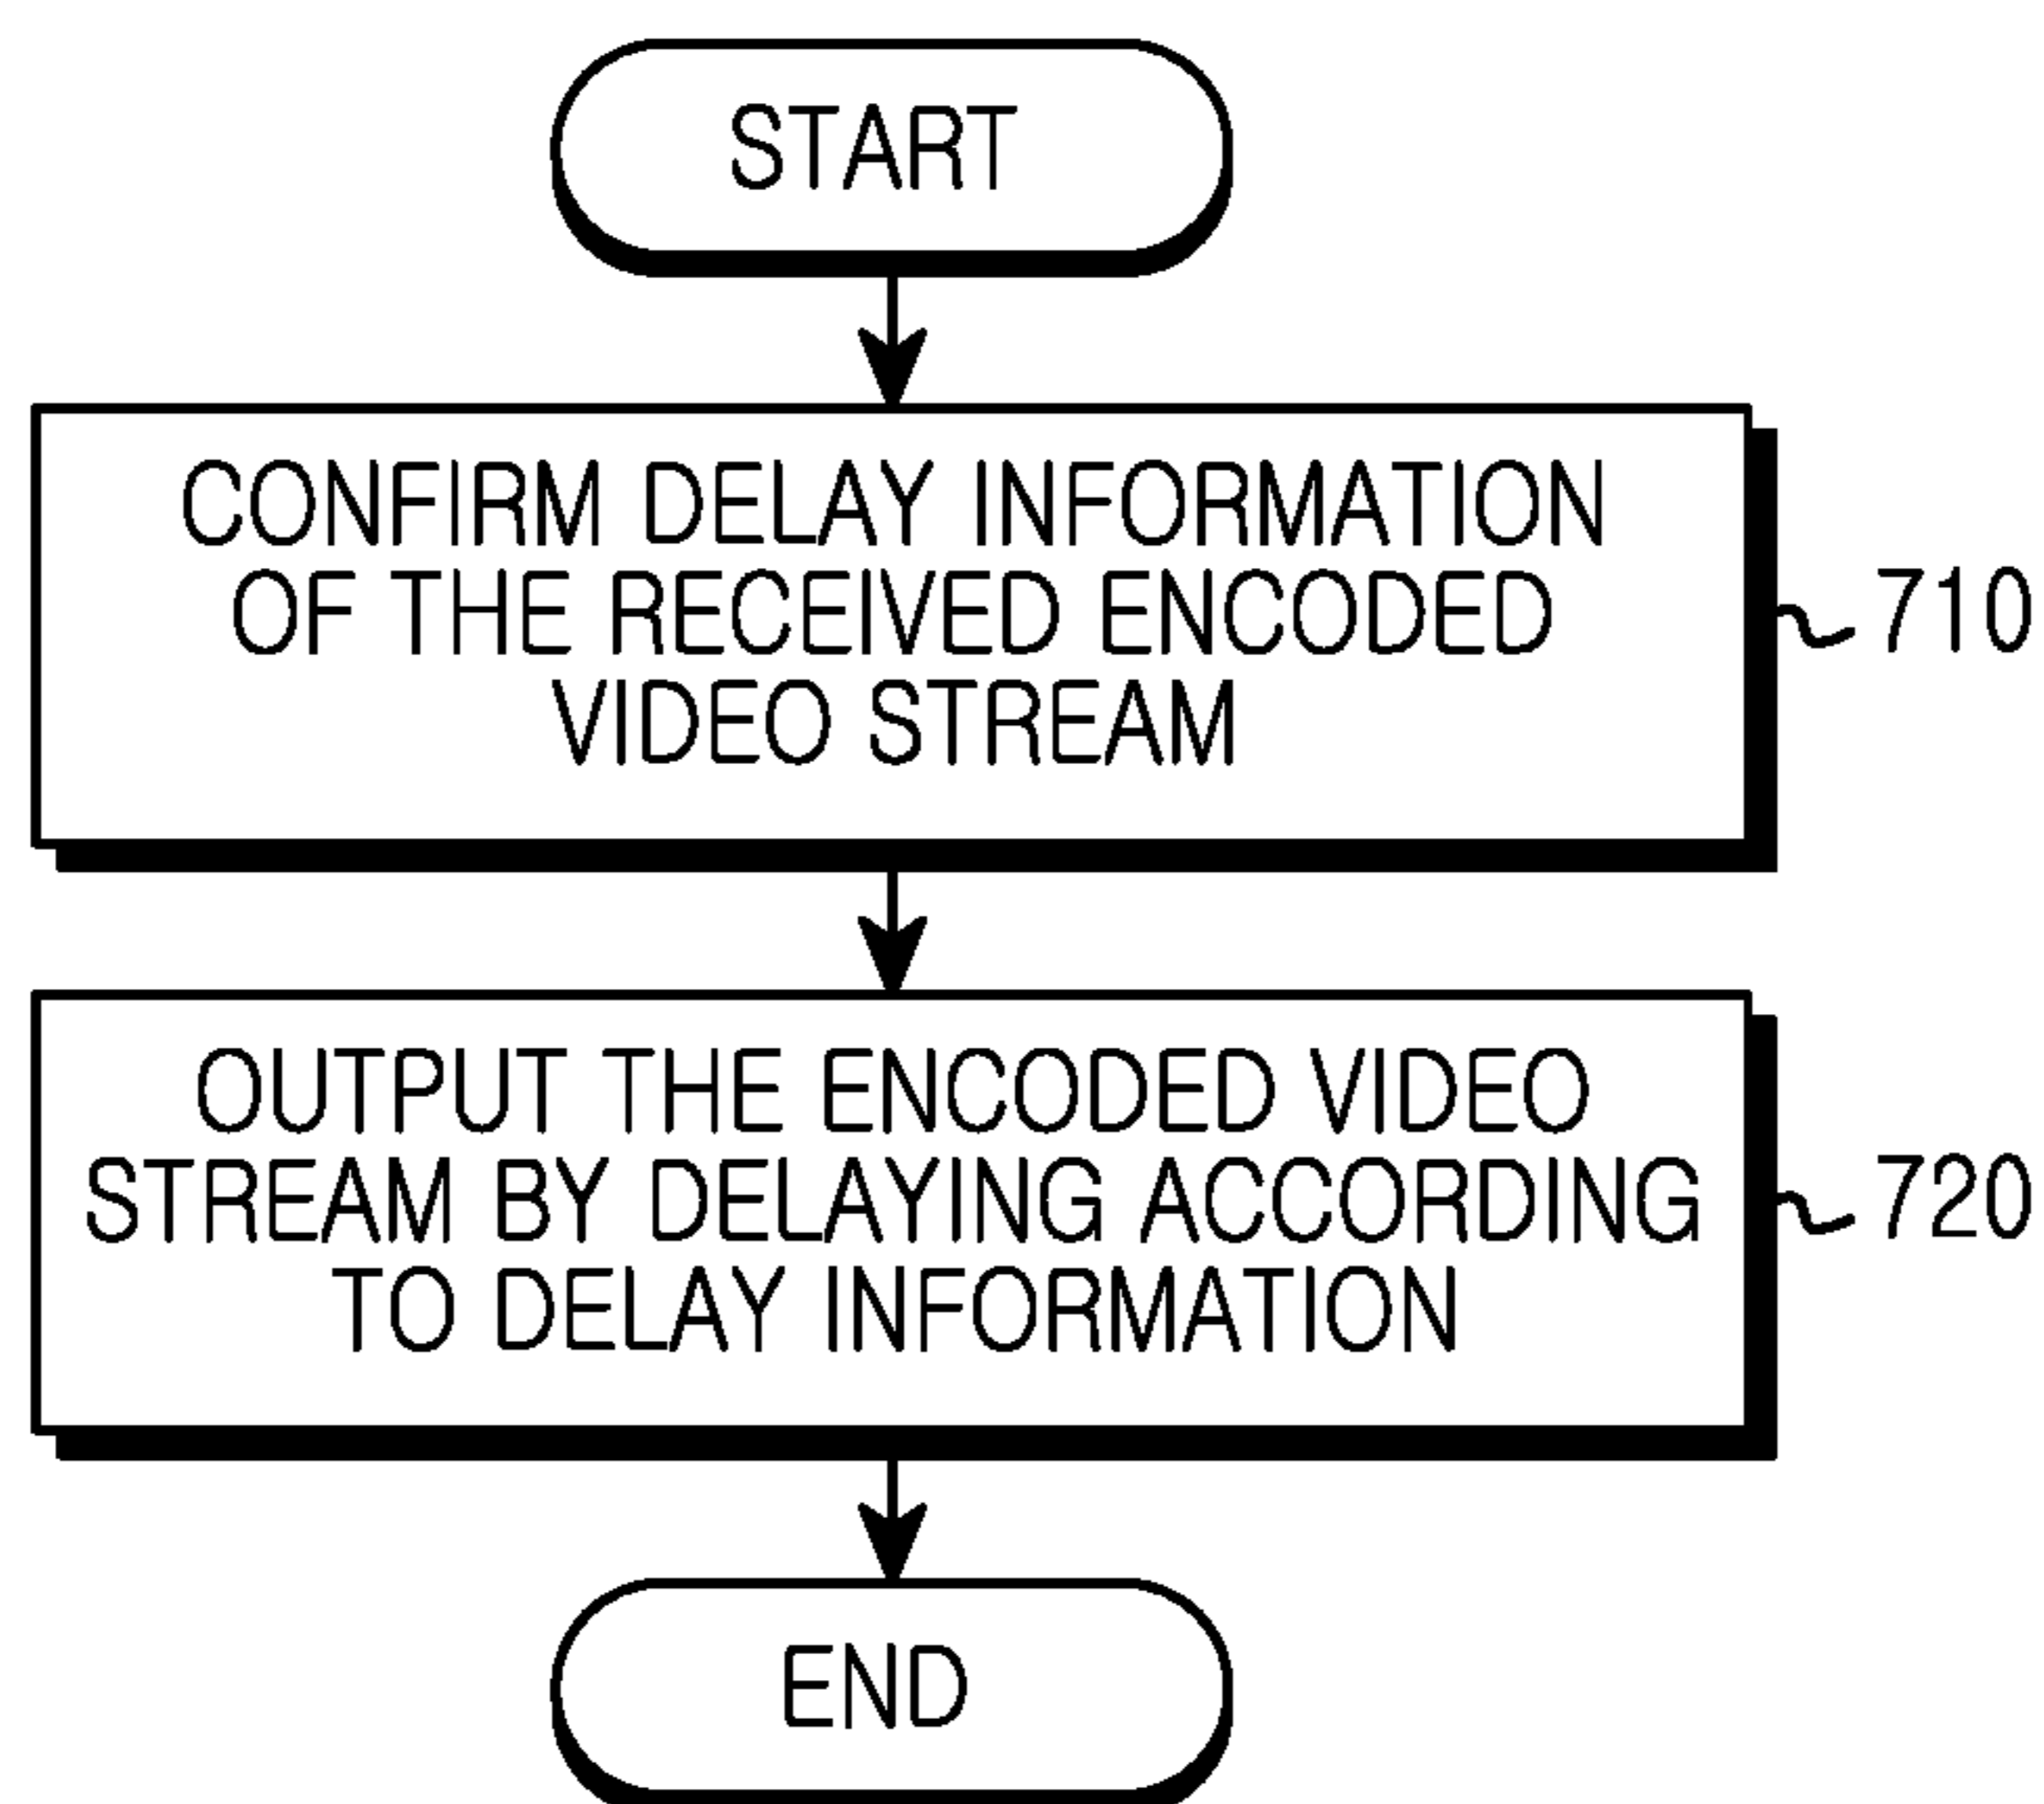 START
CONFIRM DELAY INFORMATION
OF THE RECEIVED ENCODED
VIDEO STREAM
710
OUTPUT THE ENCODED VIDEO
STREAM BY DELAYING ACCORDING
TO DELAY INFORMATION
720
END